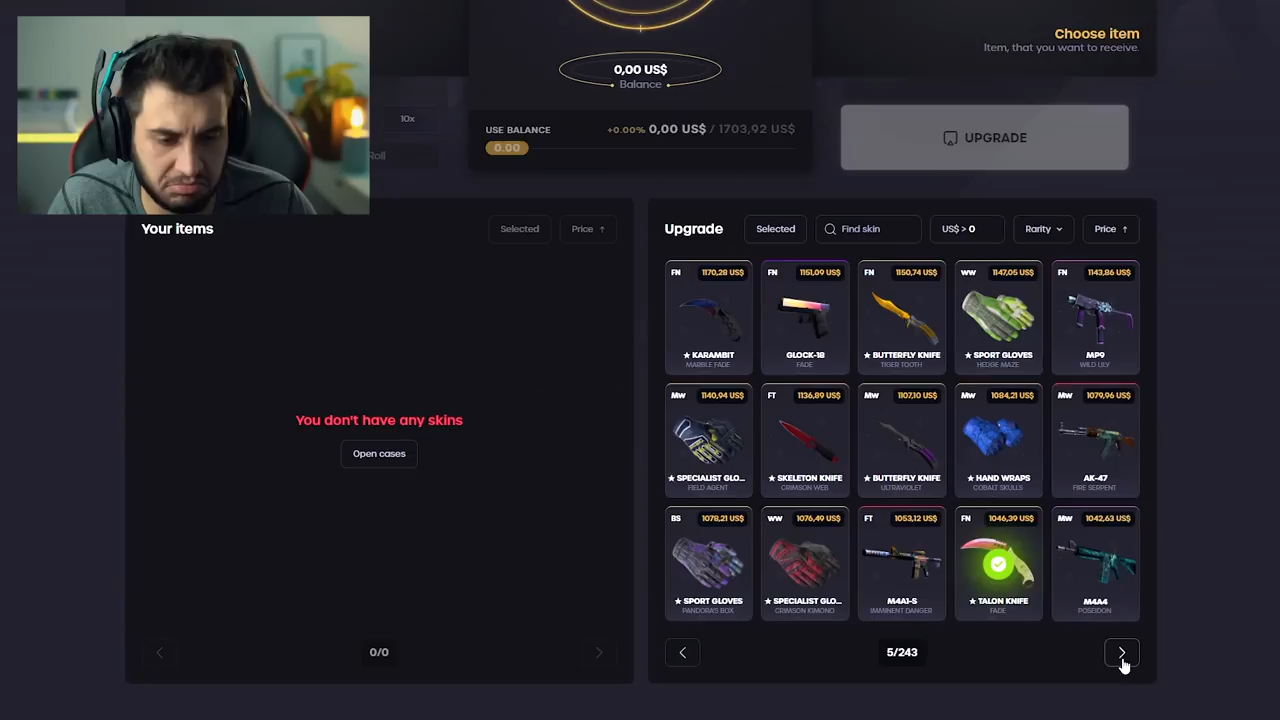 Choose item
Item, that you want to receive.
0,00 US$
Balance
10x
Roll
USE BALANCE
+0.00% 0,00 US$ / 1703,92 US$
0.00
UPGRADE
Your items
Selected
Price ↑
You don't have any skins
Open cases
0/0
Upgrade
Selected
Find skin
US$ > 0
Rarity
Price ↑
FN 1170,28 US$
★ KARAMBIT
MARBLE FADE
FN 1151,09 US$
GLOCK-18
FADE
FN 1150,74 US$
★ BUTTERFLY KNIFE
TIGER TOOTH
WW 1147,05 US$
★ SPORT GLOVES
HEDGE MAZE
FN 1143,86 US$
MP9
WILD LILY
MW 1140,94 US$
★ SPECIALIST GLO...
FIELD AGENT
FT 1136,89 US$
★ SKELETON KNIFE
CRIMSON WEB
MW 1107,10 US$
★ BUTTERFLY KNIFE
ULTRAVIOLET
MW 1084,21 US$
★ HAND WRAPS
COBALT SKULLS
MW 1079,96 US$
AK-47
FIRE SERPENT
BS 1078,21 US$
★ SPORT GLOVES
PANDORA'S BOX
WW 1076,49 US$
★ SPECIALIST GLO...
CRIMSON KIMONO
FT 1053,12 US$
M4A1-S
IMMINENT DANGER
FN 1046,39 US$
★ TALON KNIFE
FADE
MW 1042,63 US$
M4A4
POSEIDON
5/243